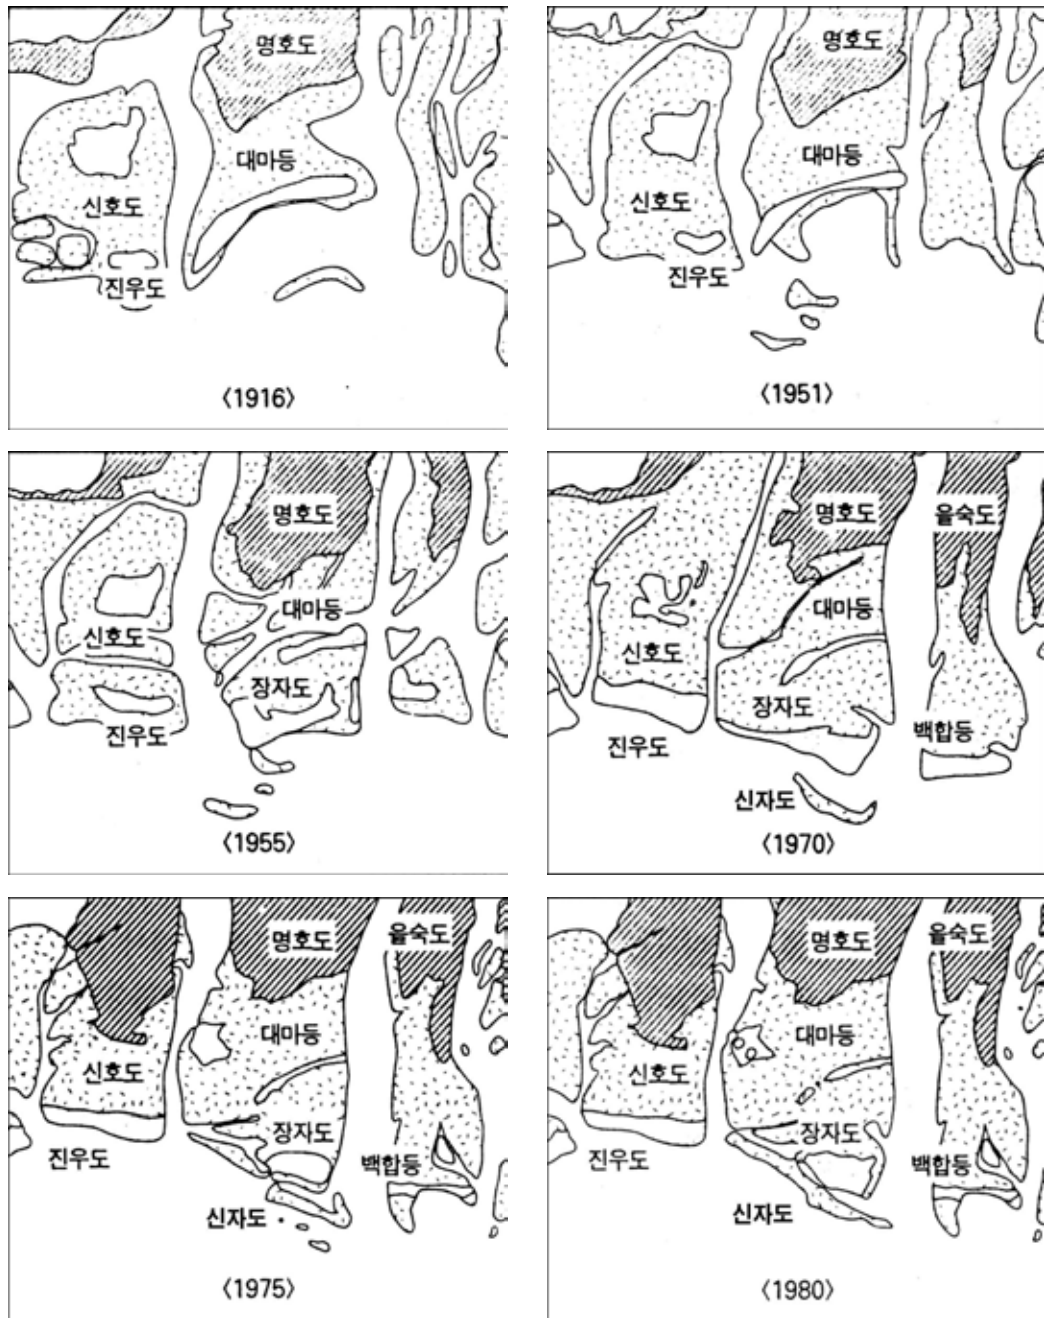 명호도
대마등
신호도
진우도
〈1916〉
명호도
대마등
신호도
진우도
〈1951〉
명호도
대마등
신호도
장자도
진우도
〈1955〉
명호도
을숙도
대마등
신호도
장자도
백합등
진우도
신자도
〈1970〉
명호도
을숙도
대마등
신호도
장자도
백합등
진우도
신자도
〈1975〉
명호도
을숙도
대마등
신호도
장자도
백합등
진우도
신자도
〈1980〉